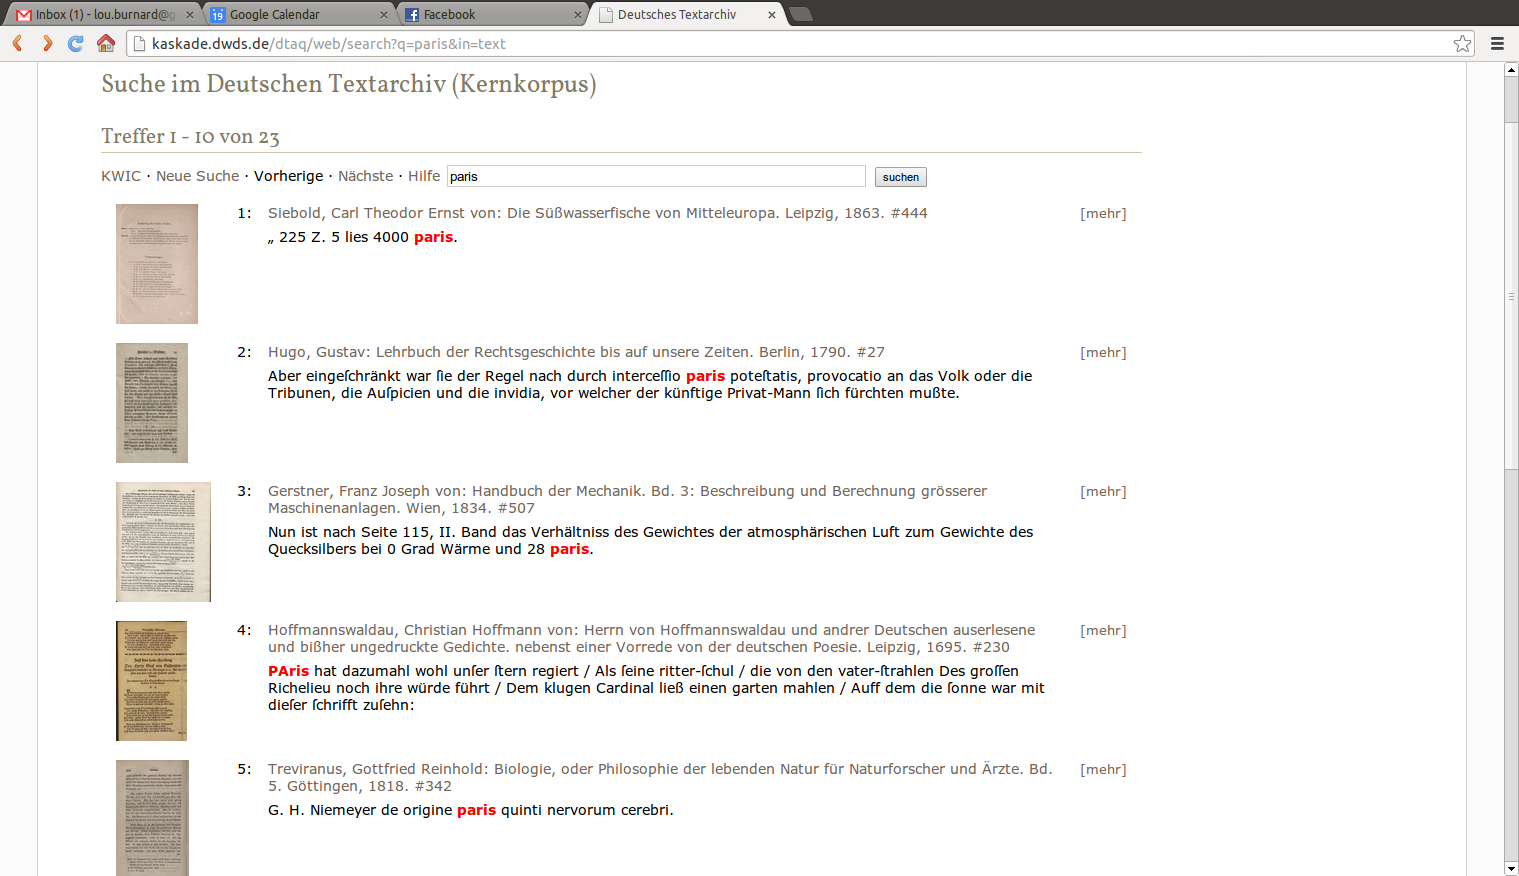 Inbox (1) - lou.burnard@g
Google Calendar
Facebook
Deutsches Textarchiv
kaskade.dwds.de/dtaq/web/search?q=paris&in=text
Suche im Deutschen Textarchiv (Kernkorpus)
Treffer 1 - 10 von 23
KWIC · Neue Suche · Vorherige · Nächste · Hilfe paris suchen
1: Siebold, Carl Theodor Ernst von: Die Süßwasserfische von Mitteleuropa. Leipzig, 1863. #444 [mehr]
„ 225 Z. 5 lies 4000 paris.
2: Hugo, Gustav: Lehrbuch der Rechtsgeschichte bis auf unsere Zeiten. Berlin, 1790. #27 [mehr]
Aber eingeſchränkt war ſie der Regel nach durch interceſſio paris poteſtatis, provocatio an das Volk oder die
Tribunen, die Auſpicien und die invidia, vor welcher der künftige Privat-Mann ſich fürchten mußte.
3: Gerstner, Franz Joseph von: Handbuch der Mechanik. Bd. 3: Beschreibung und Berechnung grösserer [mehr]
Maschinenanlagen. Wien, 1834. #507
Nun ist nach Seite 115, II. Band das Verhältniss des Gewichtes der atmosphärischen Luft zum Gewichte des
Quecksilbers bei 0 Grad Wärme und 28 paris.
4: Hoffmannswaldau, Christian Hoffmann von: Herrn von Hoffmannswaldau und andrer Deutschen auserlesene [mehr]
und bißher ungedruckte Gedichte. nebenst einer Vorrede von der deutschen Poesie. Leipzig, 1695. #230
PAris hat dazumahl wohl unſer ſtern regiert / Als ſeine ritter-ſchul / die von den vater-ſtrahlen Des groſſen
Richelieu noch ihre würde führt / Dem klugen Cardinal ließ einen garten mahlen / Auff dem die ſonne war mit
dieſer ſchrifft zuſehn:
5: Treviranus, Gottfried Reinhold: Biologie, oder Philosophie der lebenden Natur für Naturforscher und Ärzte. Bd. [mehr]
5. Göttingen, 1818. #342
G. H. Niemeyer de origine paris quinti nervorum cerebri.